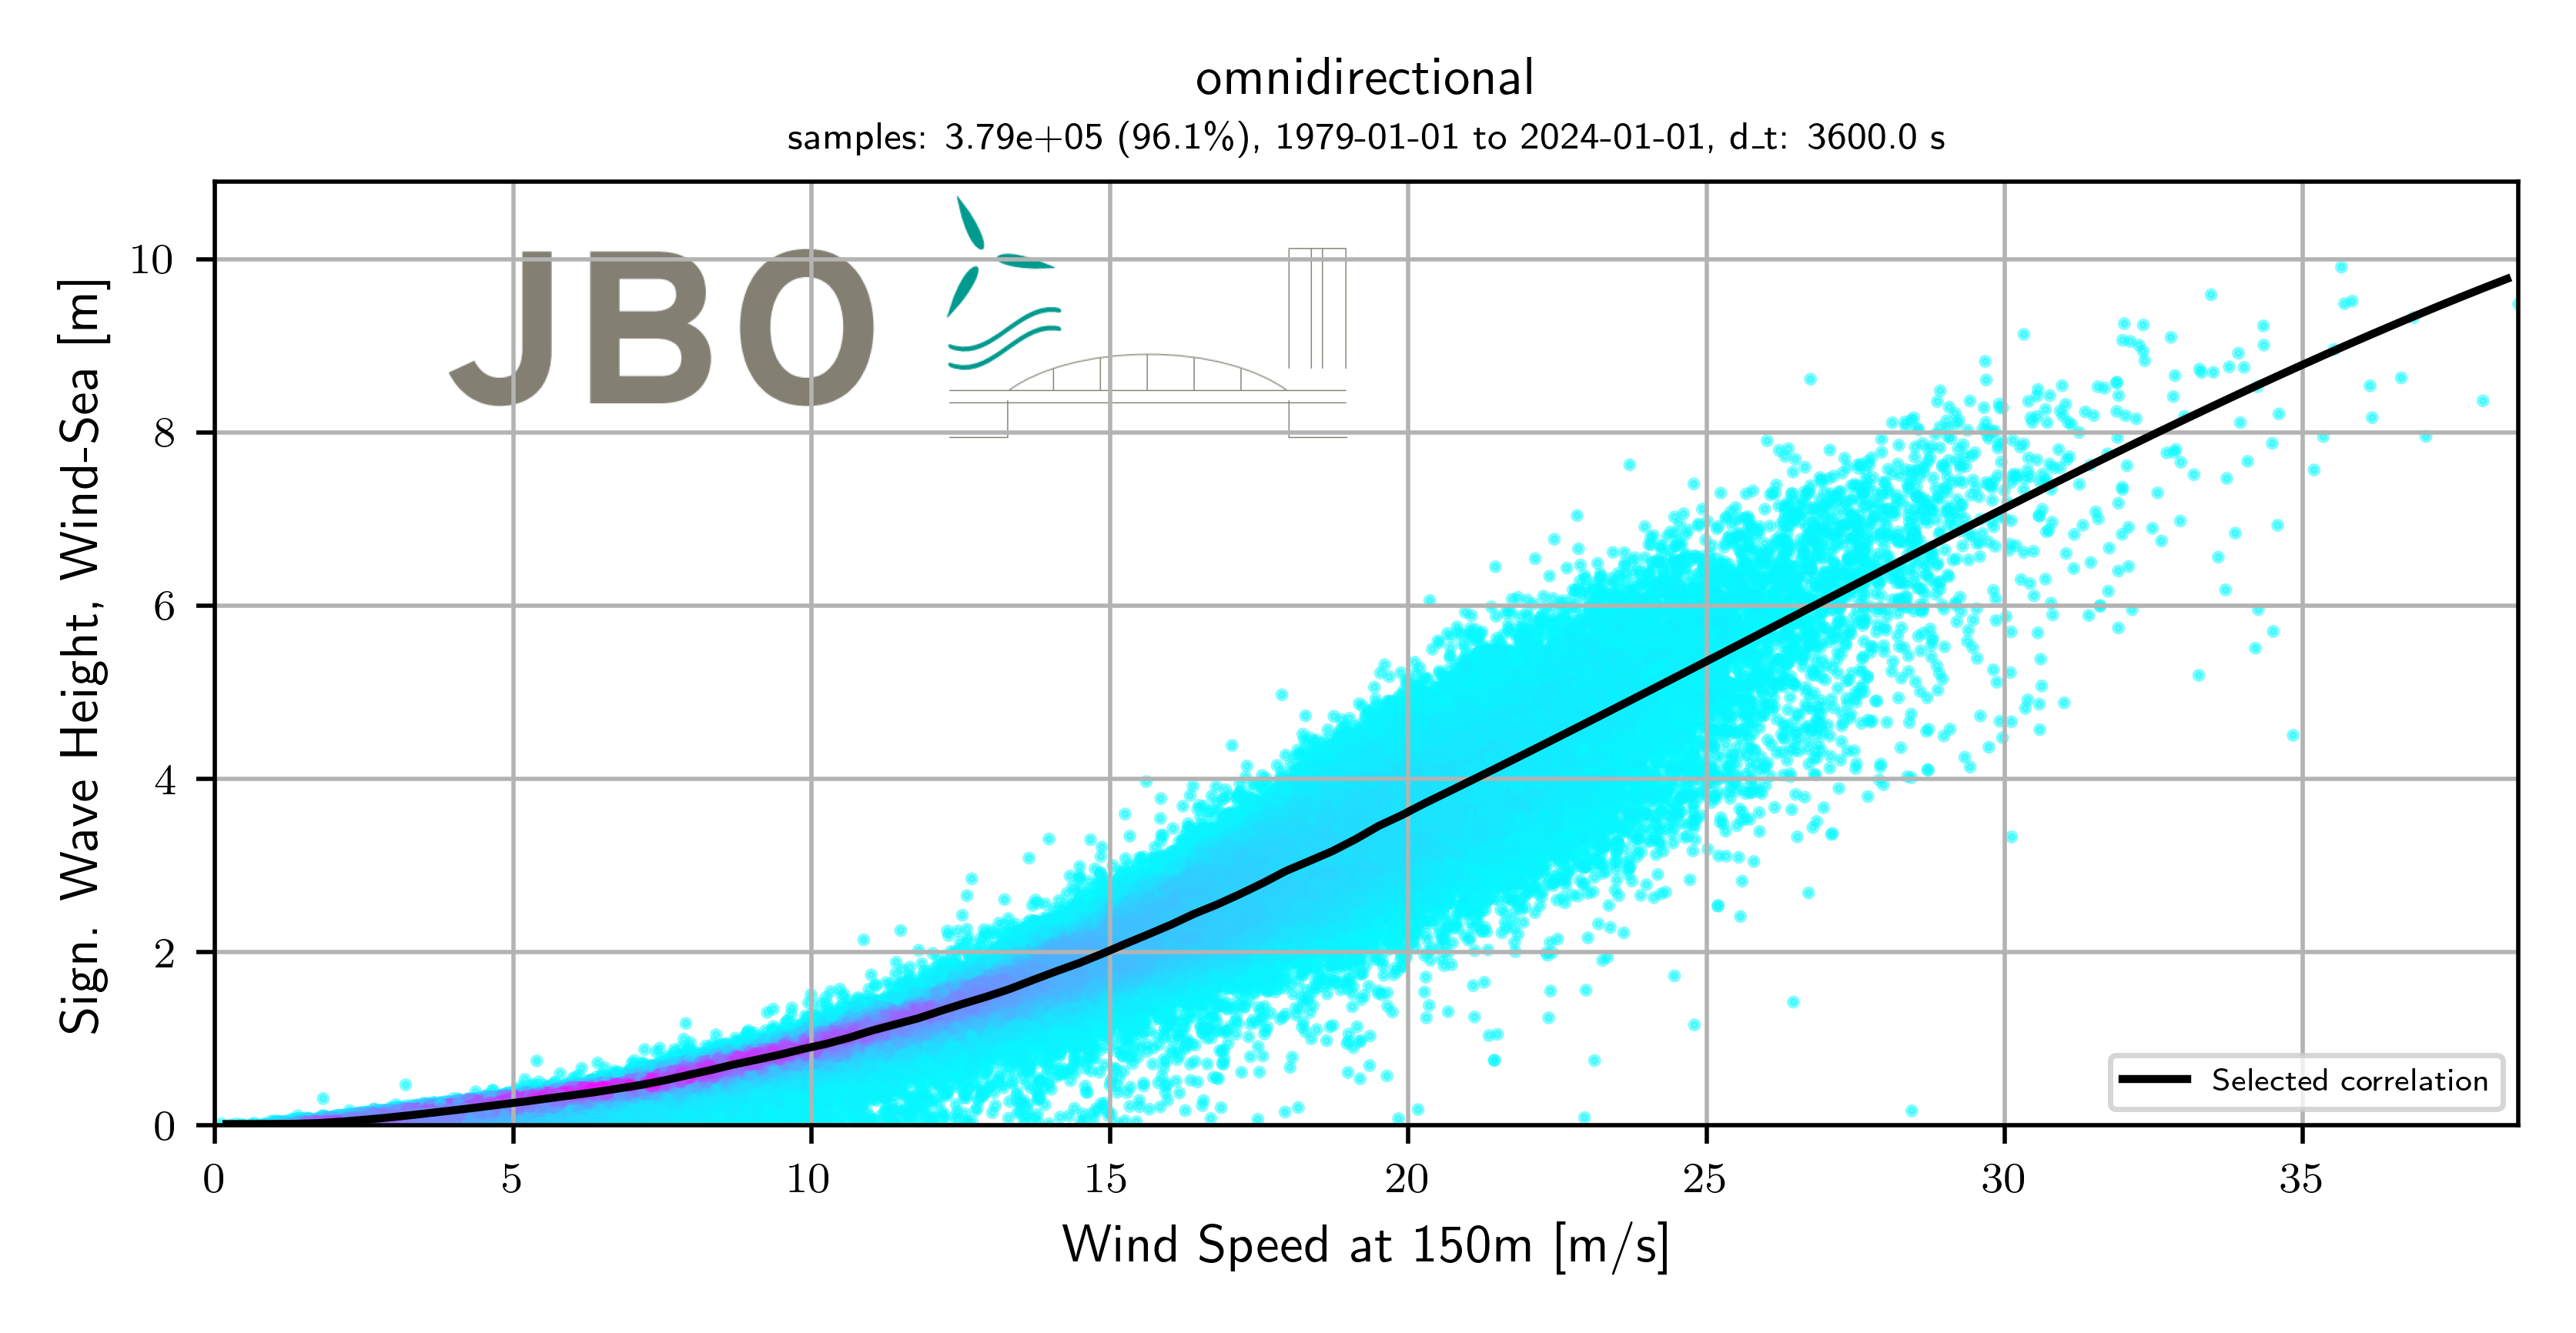 omnidirectional
samples: 3.79e+05 (96.1%), 1979-01-01 to 2024-01-01, d_t: 3600.0 s
JBO
Sign. Wave Height, Wind-Sea [m]
10
8
6
4
2
0
Selected correlation
0 5 10 15 20 25 30 35
Wind Speed at 150m [m/s]